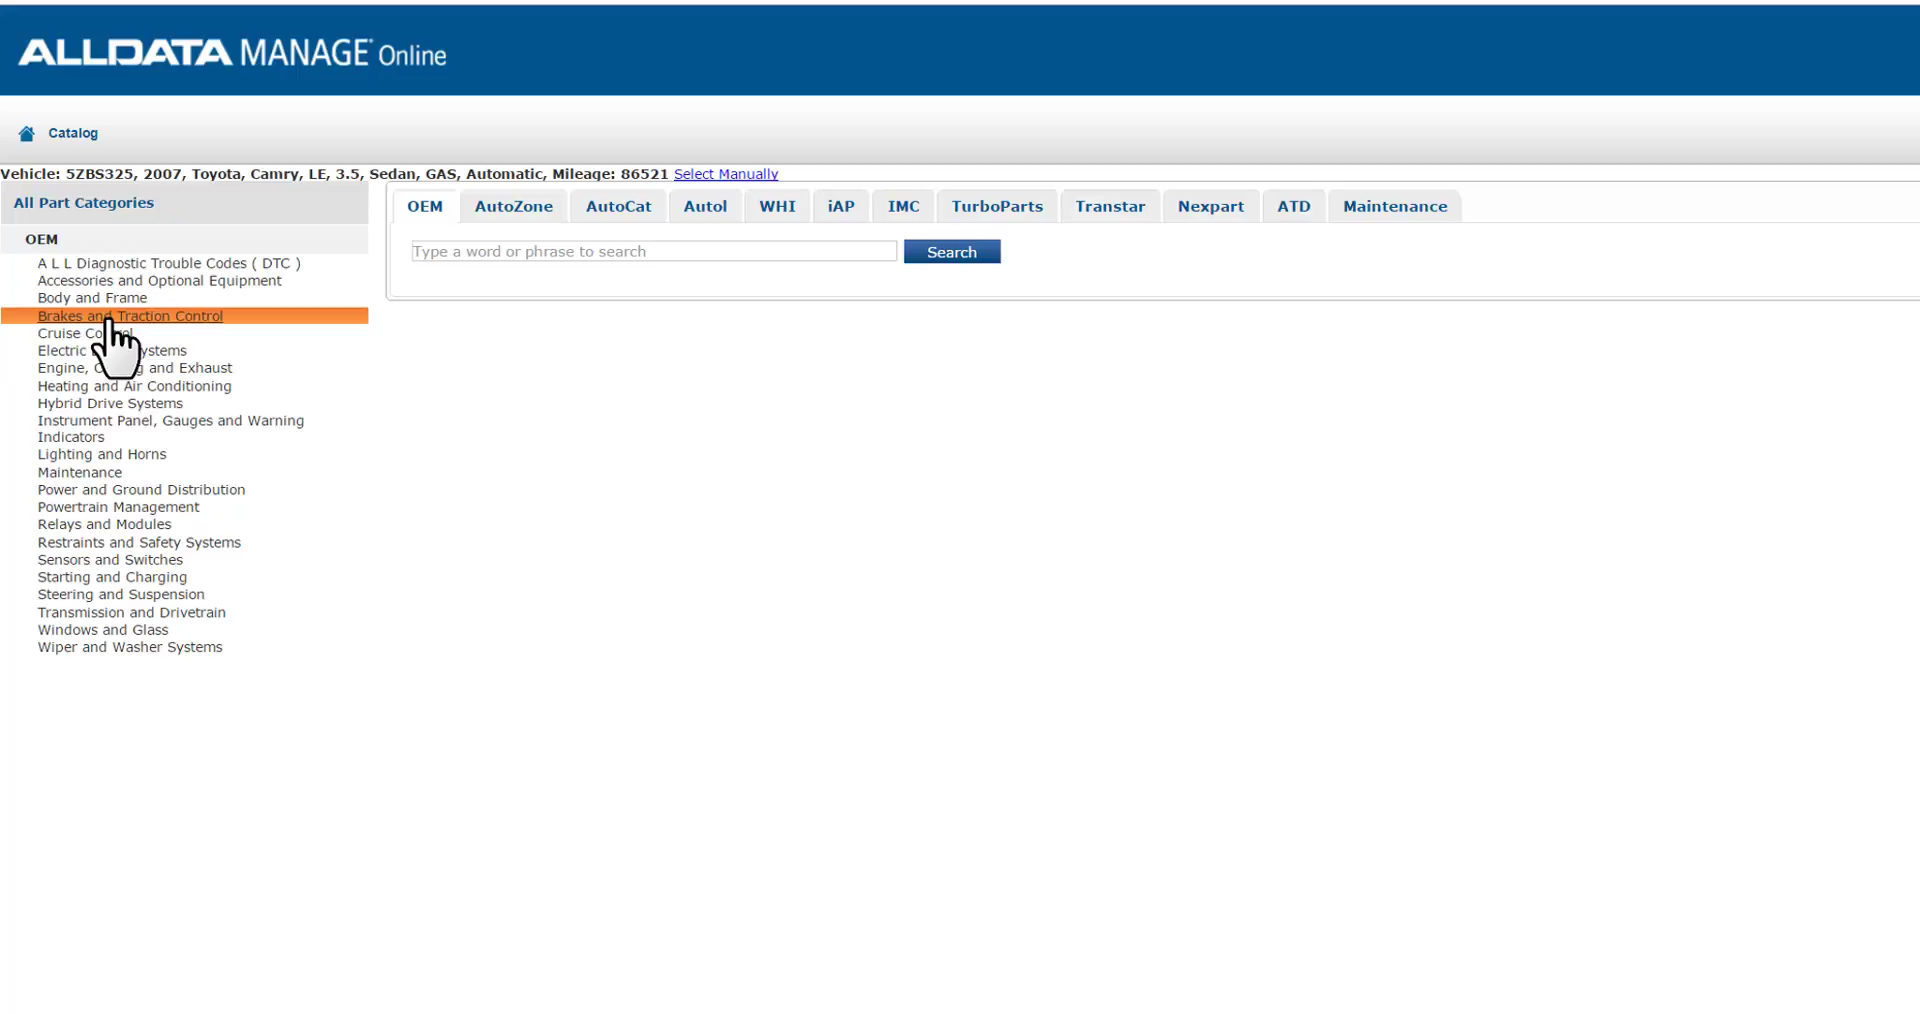 ALLDATA MANAGE® Online
Catalog
Vehicle: 5ZBS325, 2007, Toyota, Camry, LE, 3.5, Sedan, GAS, Automatic, Mileage: 86521 Select Manually
All Part Categories
OEM
A L L Diagnostic Trouble Codes ( DTC )
Accessories and Optional Equipment
Body and Frame
Brakes and Traction Control
Cruise
Electric ystems
Engine, and Exhaust
Heating and Air Conditioning
Hybrid Drive Systems
Instrument Panel, Gauges and Warning
Indicators
Lighting and Horns
Maintenance
Power and Ground Distribution
Powertrain Management
Relays and Modules
Restraints and Safety Systems
Sensors and Switches
Starting and Charging
Steering and Suspension
Transmission and Drivetrain
Windows and Glass
Wiper and Washer Systems
OEM AutoZone AutoCat AutoI WHI iAP IMC TurboParts Transtar Nexpart ATD Maintenance
Type a word or phrase to search Search